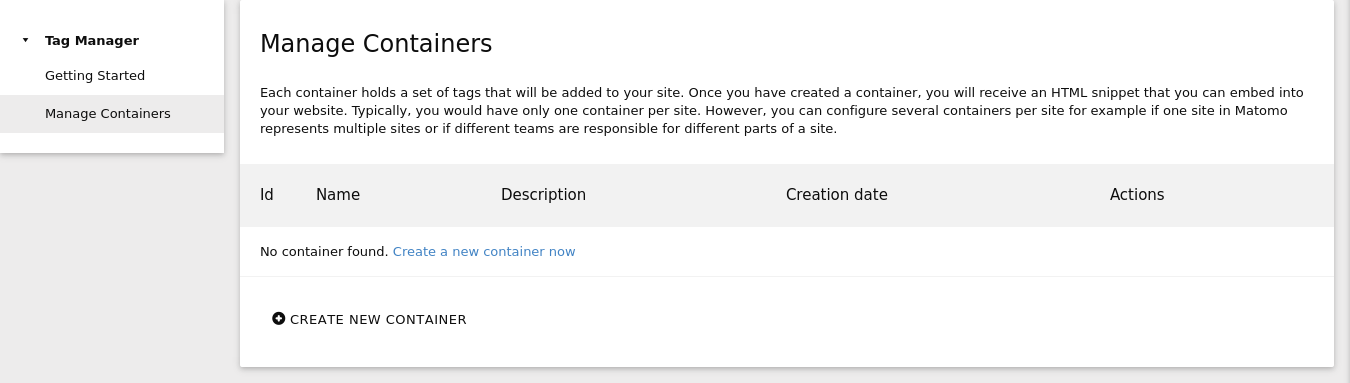 Tag Manager
Getting Started
Manage Containers
Manage Containers
Each container holds a set of tags that will be added to your site. Once you have created a container, you will receive an HTML snippet that you can embed into
your website. Typically, you would have only one container per site. However, you can configure several containers per site for example if one site in Matomo
represents multiple sites or if different teams are responsible for different parts of a site.
Id Name Description Creation date Actions
No container found. Create a new container now
CREATE NEW CONTAINER